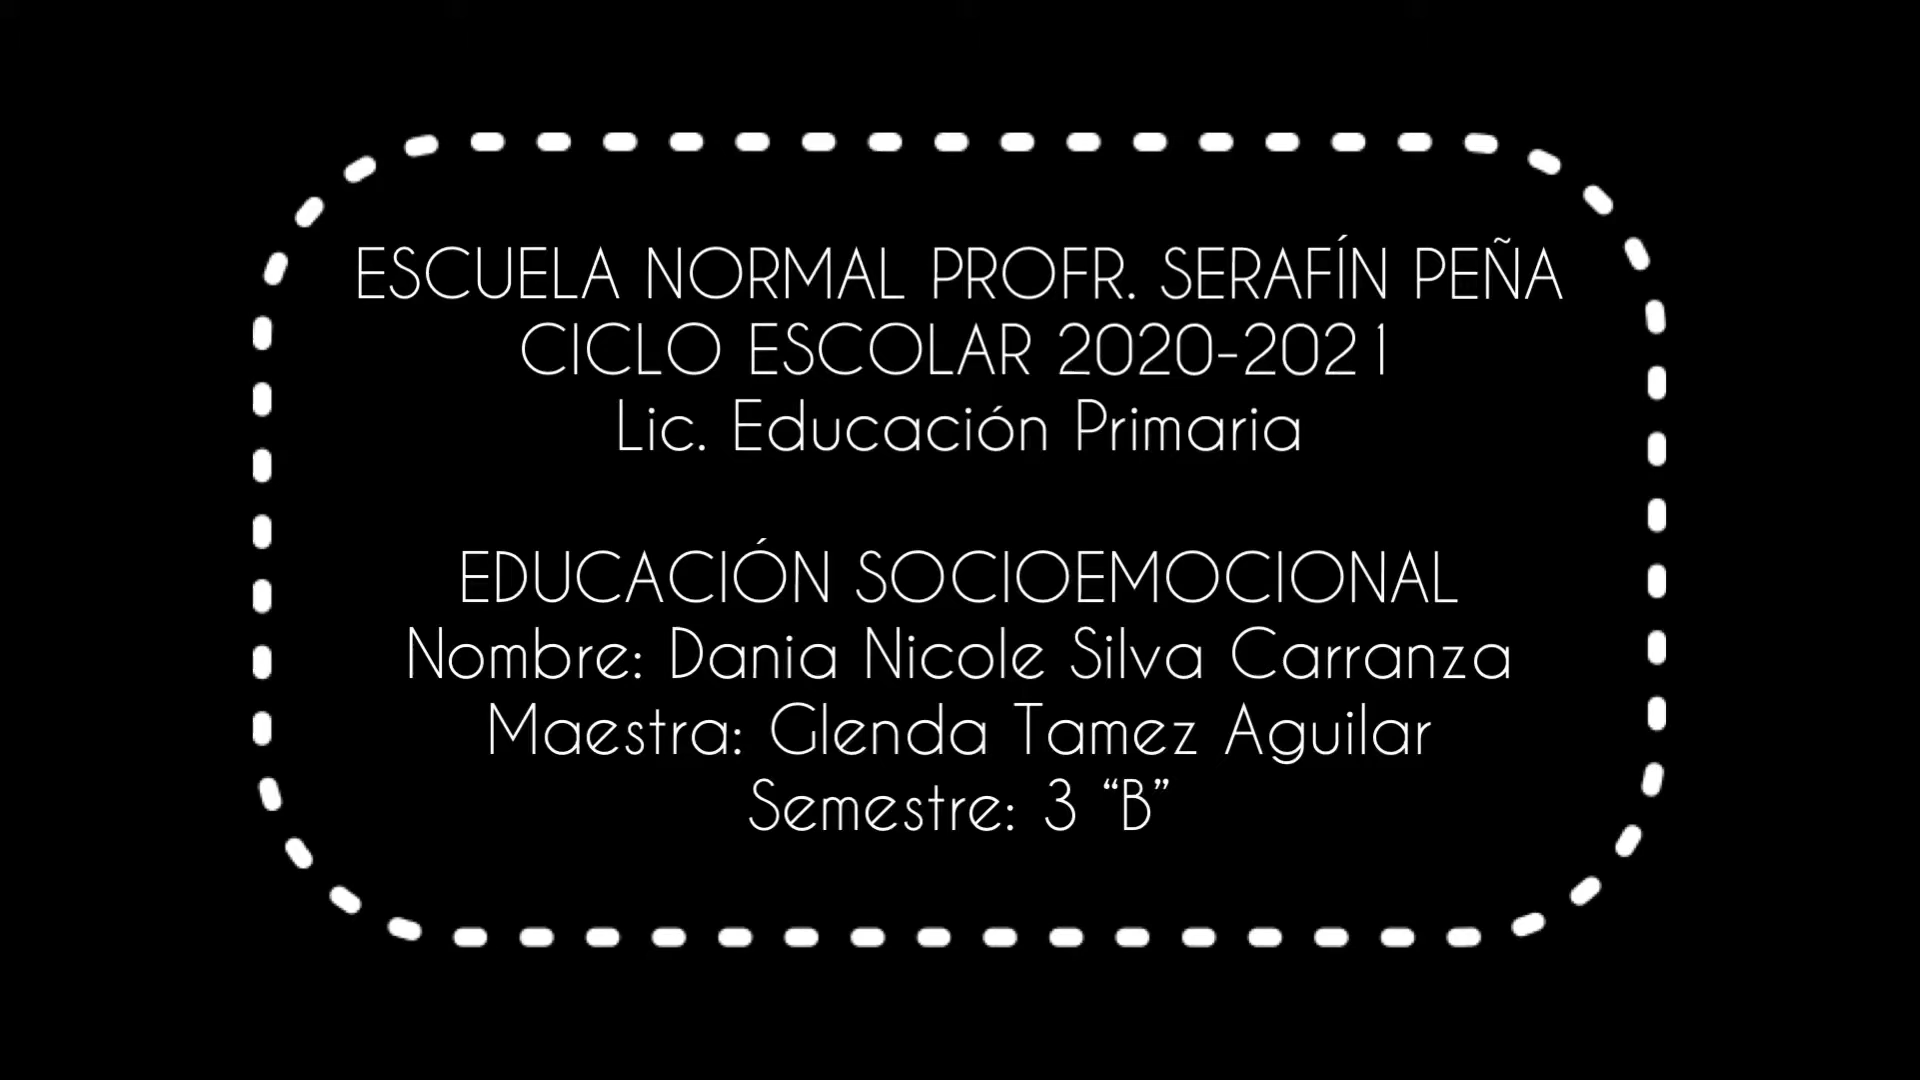 ESCUELA NORMAL PROFR. SERAFÍN PEÑA
CICLO ESCOLAR 2020-2021
Lic. Educación Primaria
EDUCACIÓN SOCIOEMOCIONAL
Nombre: Dania Nicole Silva Carranza
Maestra: Glenda Tamez Aguilar
Semestre: 3 “B”